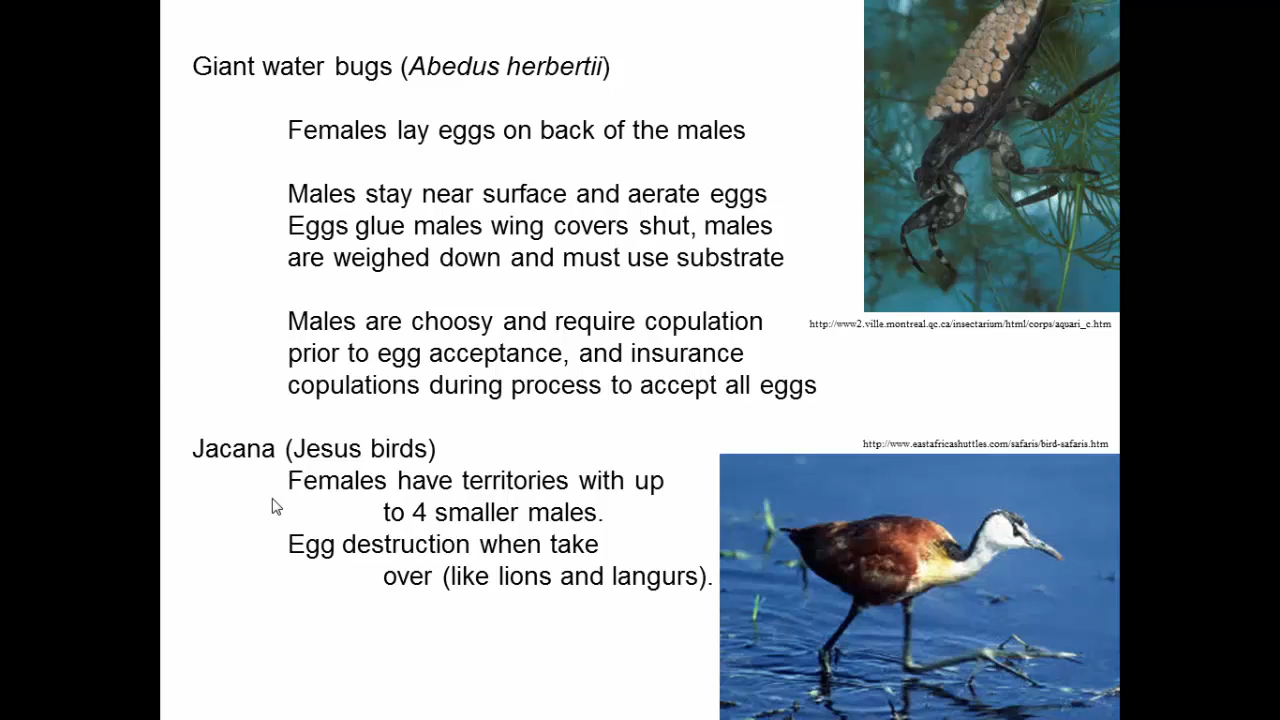 Giant water bugs (Abedus herbertii)
Females lay eggs on back of the males
Males stay near surface and aerate eggs
Eggs glue males wing covers shut, males
are weighed down and must use substrate
http://www2.ville.montreal.qc.ca/insectarium/html/corps/aquari_c.htm
Males are choosy and require copulation
prior to egg acceptance, and insurance
copulations during process to accept all eggs
Jacana (Jesus birds)
http://www.eastafricashuttles.com/safaris/bird-safaris.htm
Females have territories with up
to 4 smaller males.
Egg destruction when take
over (like lions and langurs).